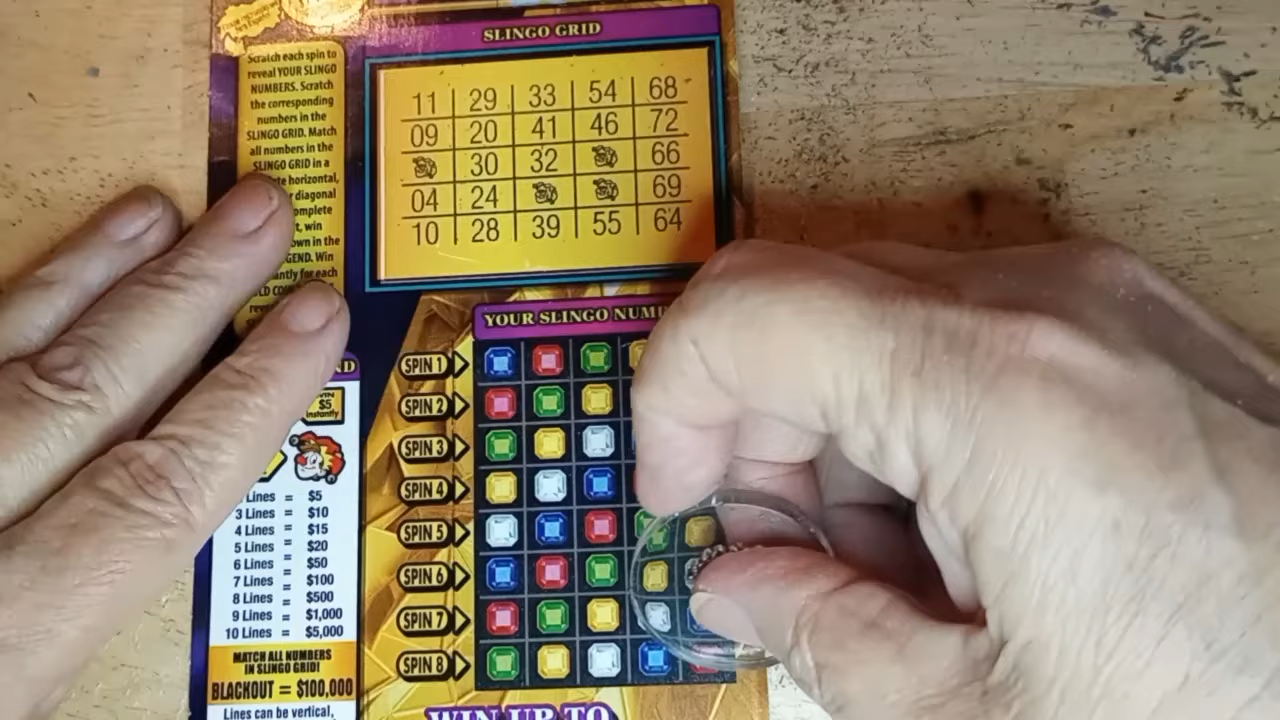 SLINGO GRID
Scratch each spin to
reveal YOUR SLINGO
NUMBERS. Scratch
the corresponding
numbers in the
SLINGO GRID. Match
all numbers in the
SLINGO GRID in a
horizontal,
diagonal
win
in the
Win
for each
11 29 33 54 68
09 20 41 46 72
30 32 66
04 24 69
10 28 39 55 64
YOUR SLINGO
SPIN 1
SPIN 2
SPIN 3
SPIN 4
SPIN 5
SPIN 6
SPIN 7
SPIN 8
$5
Instantly
Lines = $5
3 Lines = $10
4 Lines = $15
5 Lines = $20
6 Lines = $50
7 Lines = $100
8 Lines = $500
9 Lines = $1,000
10 Lines = $5,000
MATCH ALL NUMBERS
IN SLINGO GRID!
BLACKOUT = $100,000
Lines can be vertical,
WIN UP TO